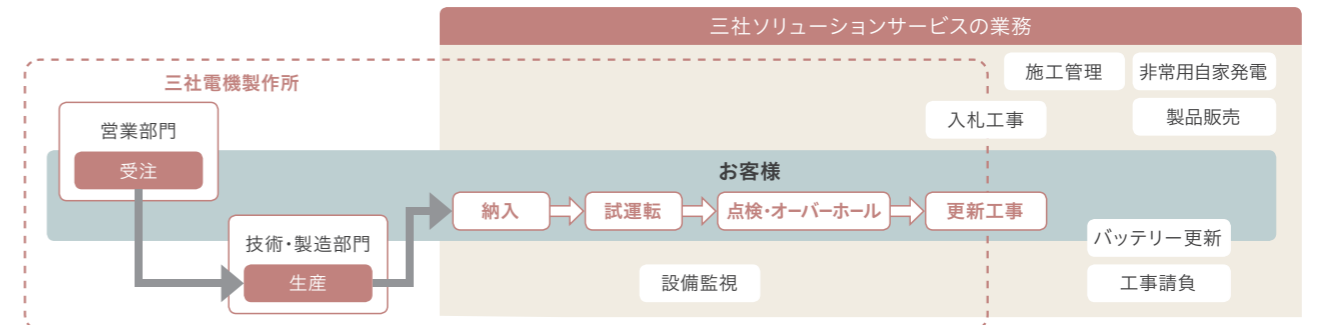 三社ソリューションサービスの業務
三社電機製作所
施工管理
非常用自家発電
入札工事
製品販売
営業部門
受注
お客様
納入
試運転
点検・オーバーホール
更新工事
技術・製造部門
生産
バッテリー更新
設備監視
工事請負